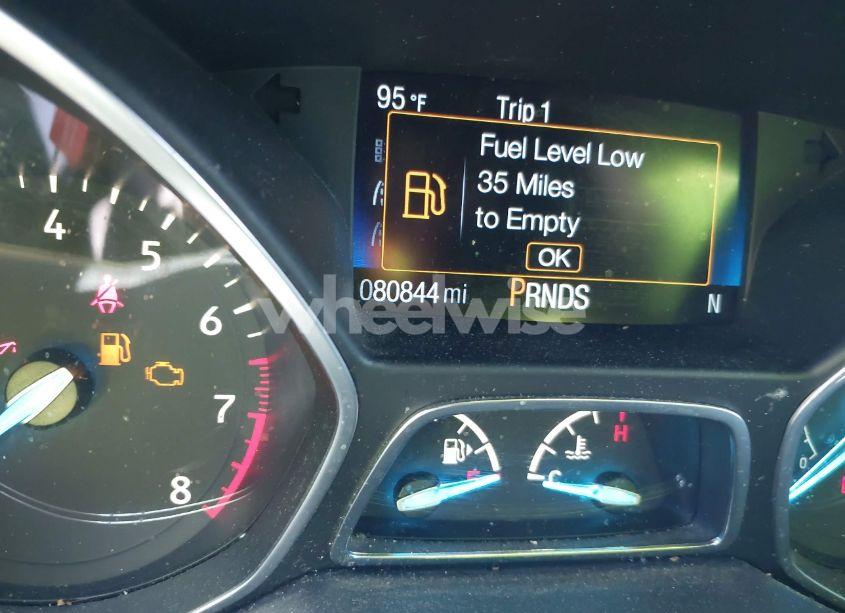 95 °F Trip 1
Fuel Level Low
35 Miles
to Empty
OK
080844 mi PRNDS N
4
5
6
7
8
H
C
0
wheelwise